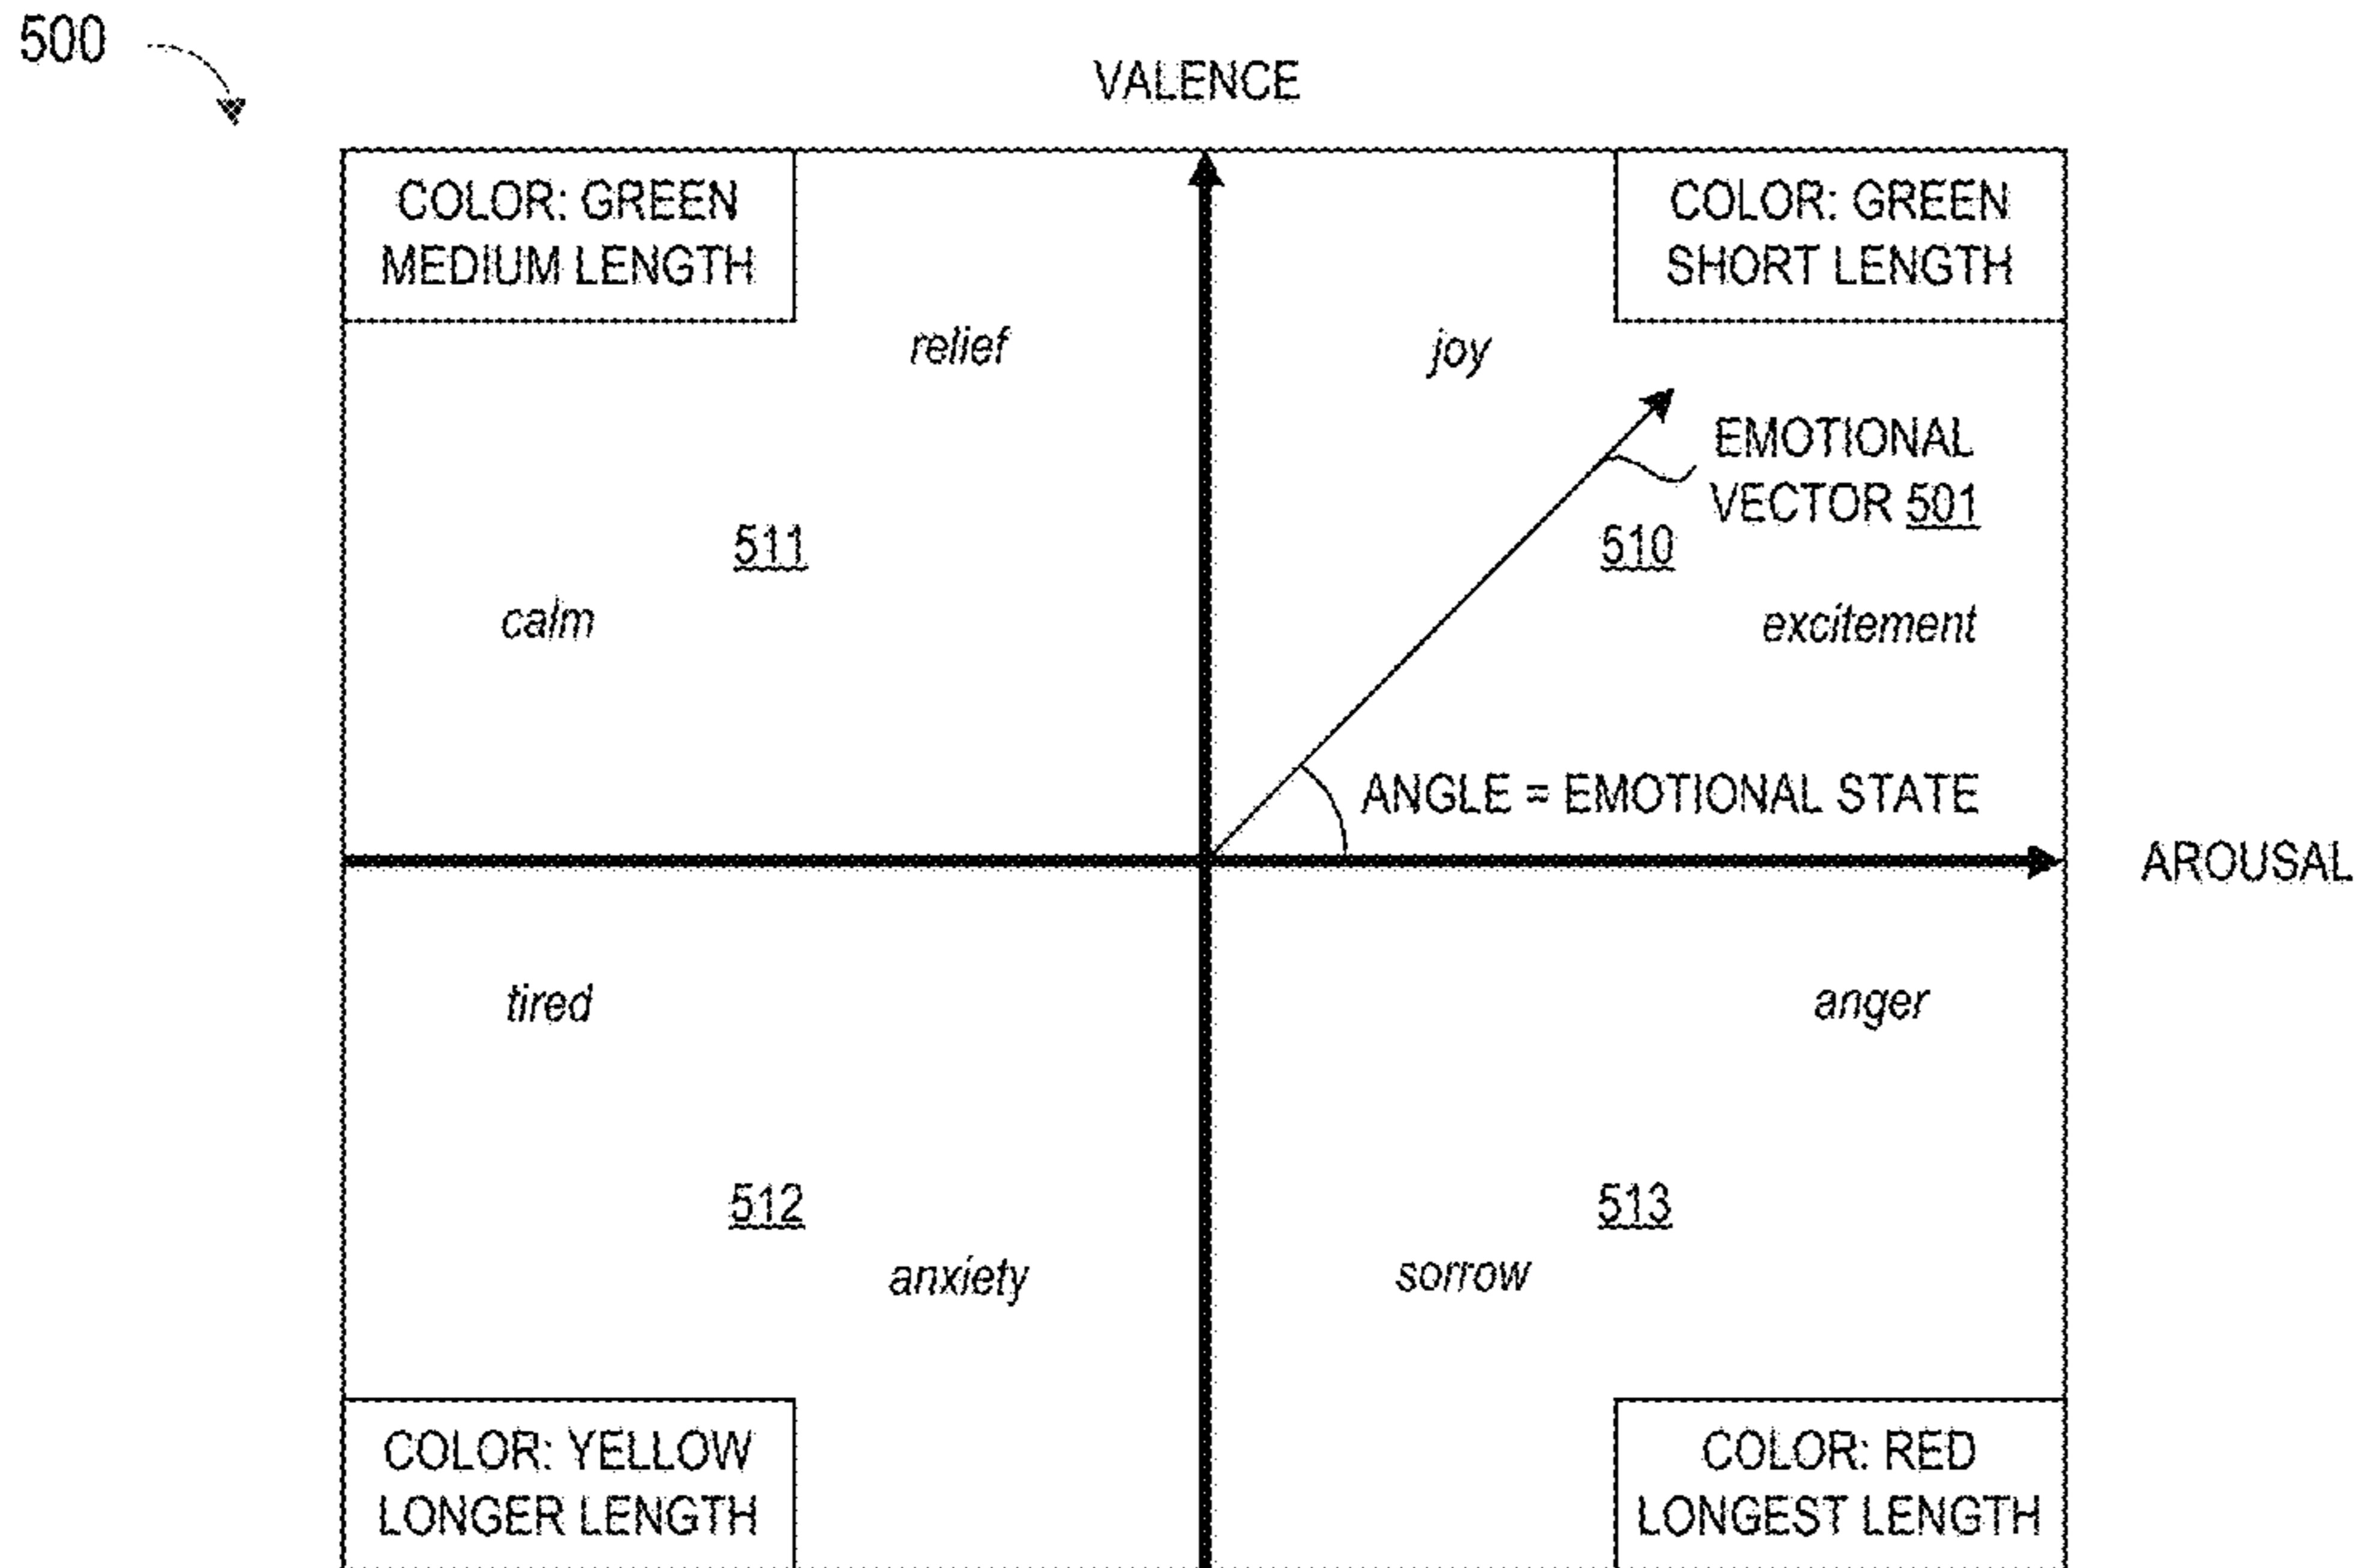 500
VALENCE
COLOR: GREEN
MEDIUM LENGTH
COLOR: GREEN
SHORT LENGTH
relief
joy
EMOTIONAL
VECTOR 501
511
510
calm
excitement
ANGLE = EMOTIONAL STATE
AROUSAL
tired
anger
512
513
anxiety
sorrow
COLOR: YELLOW
LONGER LENGTH
COLOR: RED
LONGEST LENGTH